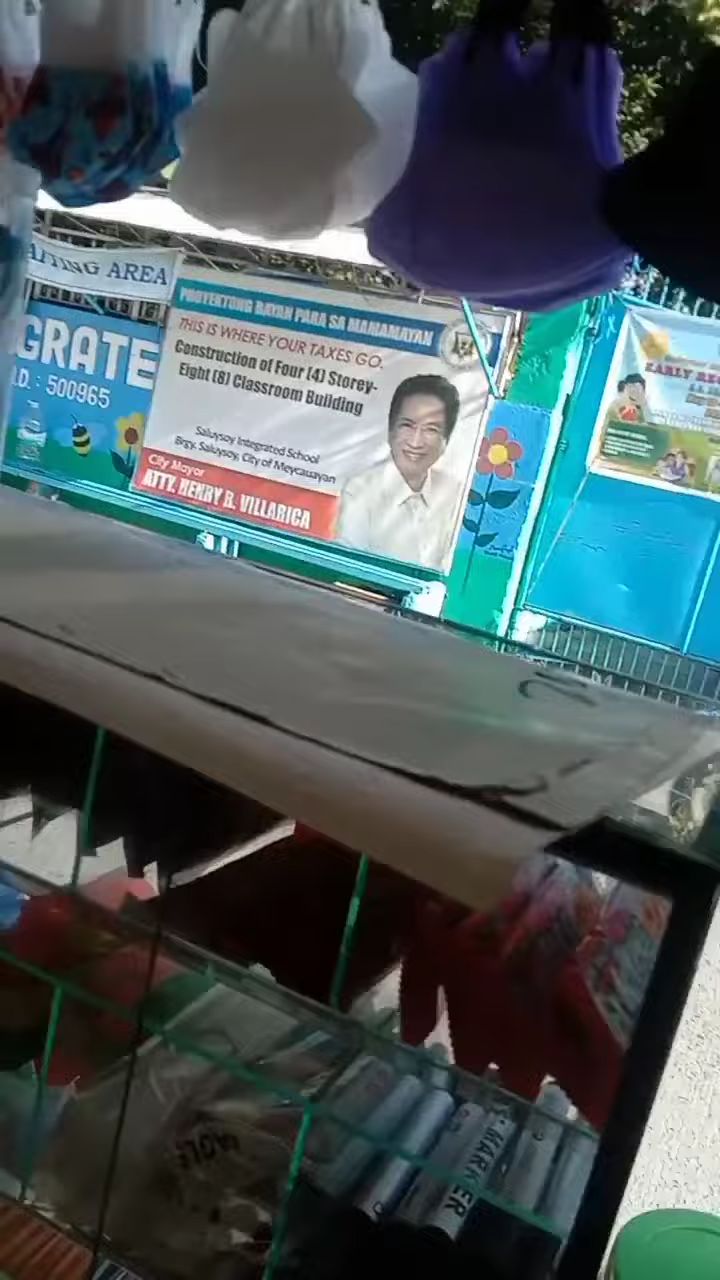 AITING AREA
GRATE
I.D. : 500965
PROYEKTONG BAYAN PARA SA MAMAMAYAN
THIS IS WHERE YOUR TAXES GO.
Construction of Four (4) Storey-
Eight (8) Classroom Building
Saluysoy Integrated School
Brgy. Saluysoy, City of Meycauayan
City Mayor
ATTY. HENRY R. VILLARICA
EARLY RE
MARKER